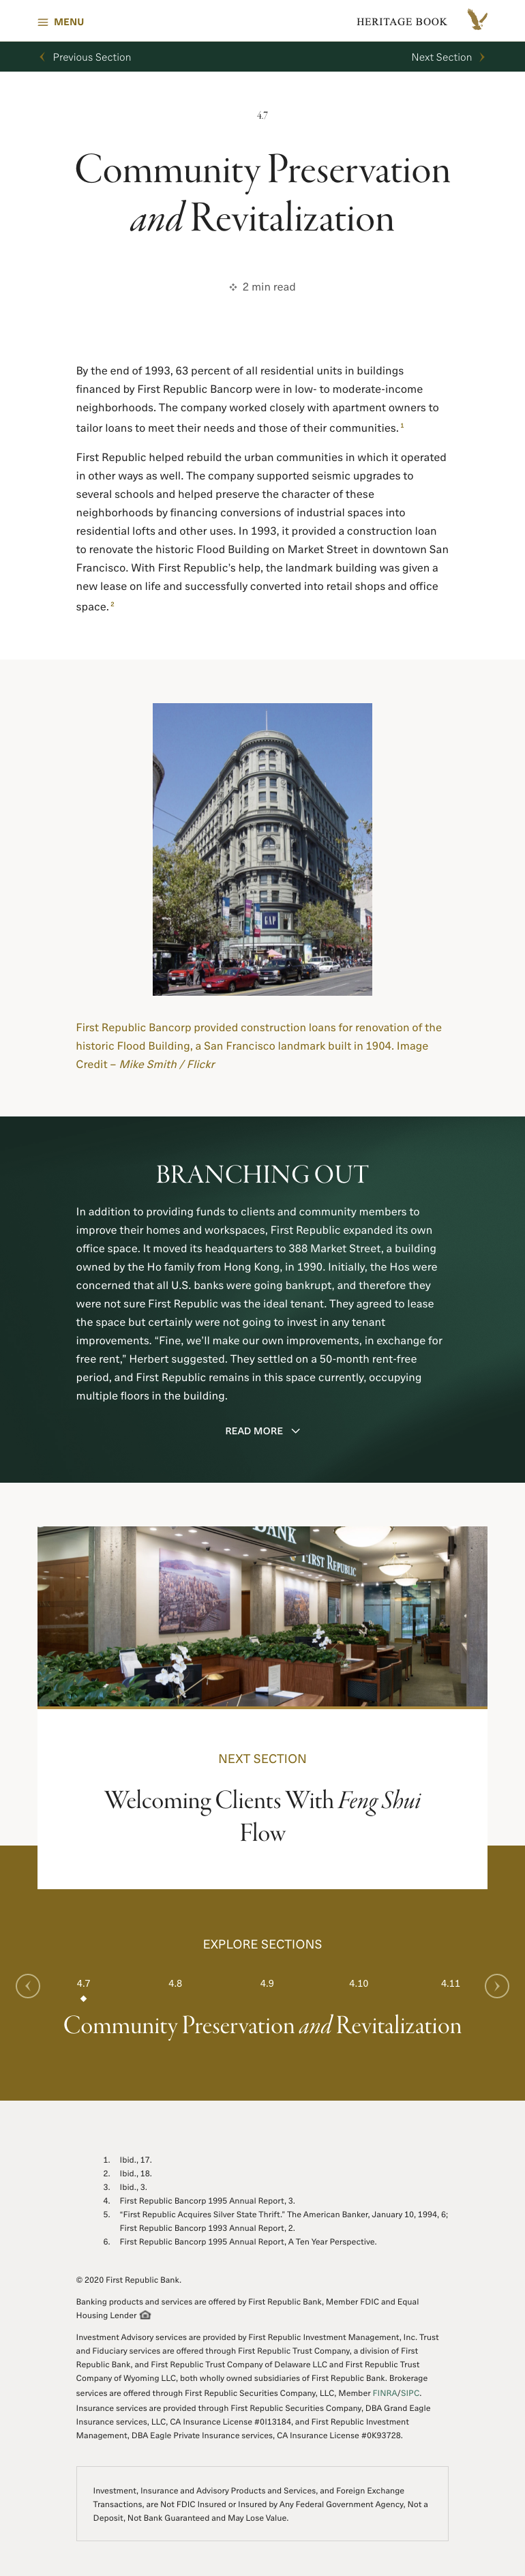 MENU
HERITAGE BOOK
Previous Section
Next Section
4.7
Community Preservation
and Revitalization
2 min read
By the end of 1993, 63 percent of all residential units in buildings
financed by First Republic Bancorp were in low- to moderate-income
neighborhoods. The company worked closely with apartment owners to
tailor loans to meet their needs and those of their communities. 1
First Republic helped rebuild the urban communities in which it operated
in other ways as well. The company supported seismic upgrades to
several schools and helped preserve the character of these
neighborhoods by financing conversions of industrial spaces into
residential lofts and other uses. In 1993, it provided a construction loan
to renovate the historic Flood Building on Market Street in downtown San
Francisco. With First Republic's help, the landmark building was given a
new lease on life and successfully converted into retail shops and office
space. 2
GAP
First Republic Bancorp provided construction loans for renovation of the
historic Flood Building, a San Francisco landmark built in 1904. Image
Credit – Mike Smith / Flickr
BRANCHING OUT
In addition to providing funds to clients and community members to
improve their homes and workspaces, First Republic expanded its own
office space. It moved its headquarters to 388 Market Street, a building
owned by the Ho family from Hong Kong, in 1990. Initially, the Hos were
concerned that all U.S. banks were going bankrupt, and therefore they
were not sure First Republic was the ideal tenant. They agreed to lease
the space but certainly were not going to invest in any tenant
improvements. “Fine, we’ll make our own improvements, in exchange for
free rent,” Herbert suggested. They settled on a 50-month rent-free
period, and First Republic remains in this space currently, occupying
multiple floors in the building.
READ MORE
BANK
FIRST REPUBLIC
NEXT SECTION
Welcoming Clients With Feng Shui
Flow
EXPLORE SECTIONS
4.7 4.8 4.9 4.10 4.11
Community Preservation and Revitalization
1. Ibid., 17.
2. Ibid., 18.
3. Ibid., 3.
4. First Republic Bancorp 1995 Annual Report, 3.
5. “First Republic Acquires Silver State Thrift.” The American Banker, January 10, 1994, 6;
First Republic Bancorp 1993 Annual Report, 2.
6. First Republic Bancorp 1995 Annual Report, A Ten Year Perspective.
© 2020 First Republic Bank.
Banking products and services are offered by First Republic Bank, Member FDIC and Equal
Housing Lender
Investment Advisory services are provided by First Republic Investment Management, Inc. Trust
and Fiduciary services are offered through First Republic Trust Company, a division of First
Republic Bank, and First Republic Trust Company of Delaware LLC and First Republic Trust
Company of Wyoming LLC, both wholly owned subsidiaries of First Republic Bank. Brokerage
services are offered through First Republic Securities Company, LLC, Member FINRA/SIPC.
Insurance services are provided through First Republic Securities Company, DBA Grand Eagle
Insurance services, LLC, CA Insurance License #0I13184, and First Republic Investment
Management, DBA Eagle Private Insurance services, CA Insurance License #0K93728.
Investment, Insurance and Advisory Products and Services, and Foreign Exchange
Transactions, are Not FDIC Insured or Insured by Any Federal Government Agency, Not a
Deposit, Not Bank Guaranteed and May Lose Value.